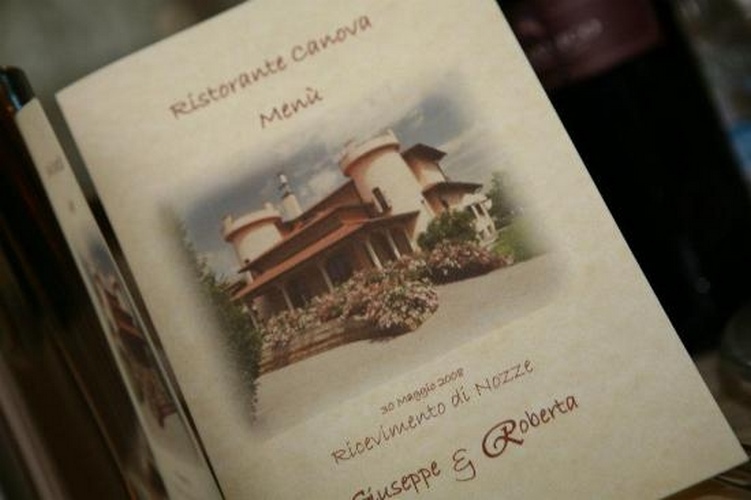 Ristorante Canova
Menù
30 Maggio 2008
Ricevimento di Nozze
Giuseppe & Roberta